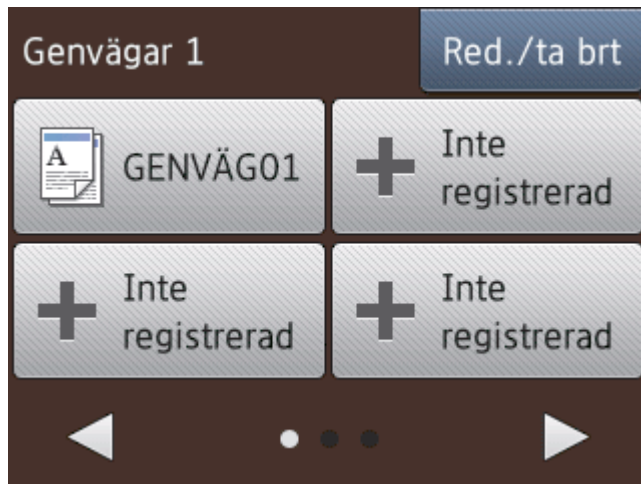 Genvägar 1
Red./ta brt
A
GENVÄG01
Inte
registrerad
Inte
registrerad
Inte
registrerad